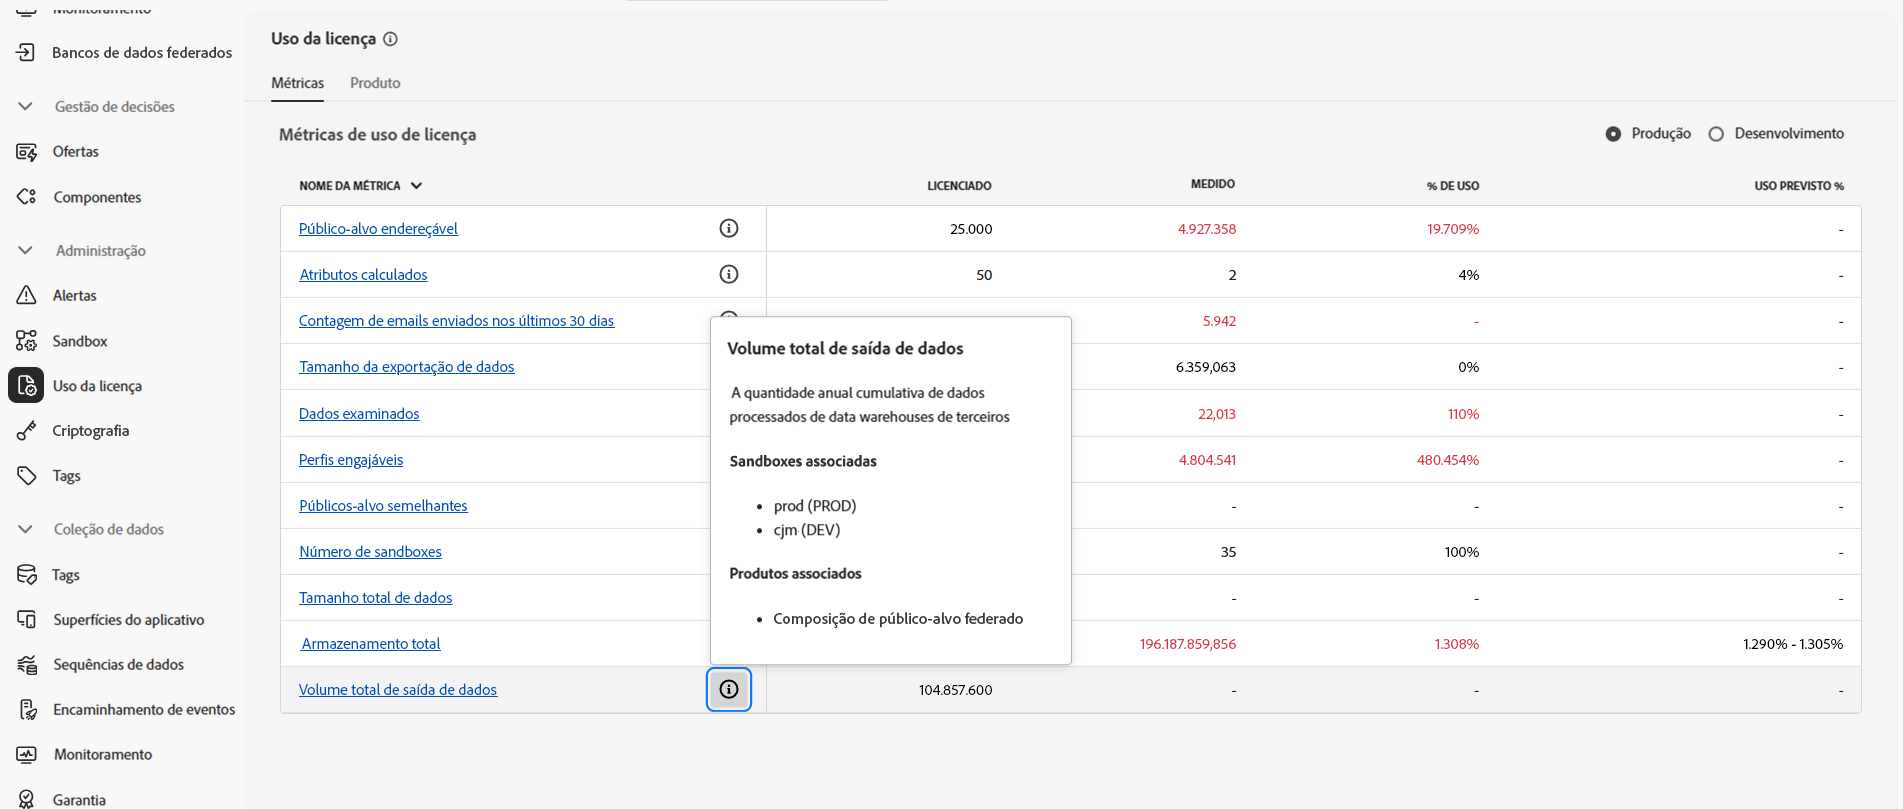 Monitoramento
Bancos de dados federados
Gestão de decisões
Ofertas
Componentes
Administração
Alertas
Sandbox
Uso da licença
Criptografia
Tags
Coleção de dados
Tags
Superfícies do aplicativo
Sequências de dados
Encaminhamento de eventos
Monitoramento
Garantia
Uso da licença
Métricas Produto
Métricas de uso de licença
Produção Desenvolvimento
NOME DA MÉTRICA LICENCIADO MEDIDO % DE USO USO PREVISTO %
Público-alvo endereçável 25.000 4.927.358 19.709% -
Atributos calculados 50 2 4% -
Contagem de emails enviados nos últimos 30 dias 5.942 - -
Tamanho da exportação de dados 6.359,063 0% -
Dados examinados 22,013 110% -
Perfis engajáveis 4.804.541 480.454% -
Públicos-alvo semelhantes - - -
Número de sandboxes 35 100% -
Tamanho total de dados - - -
Armazenamento total 196.187.859,856 1.308% 1.290% - 1.305%
Volume total de saída de dados 104.857.600 - - -
Volume total de saída de dados
A quantidade anual cumulativa de dados
processados de data warehouses de terceiros
Sandboxes associadas
• prod (PROD)
• cjm (DEV)
Produtos associados
• Composição de público-alvo federado